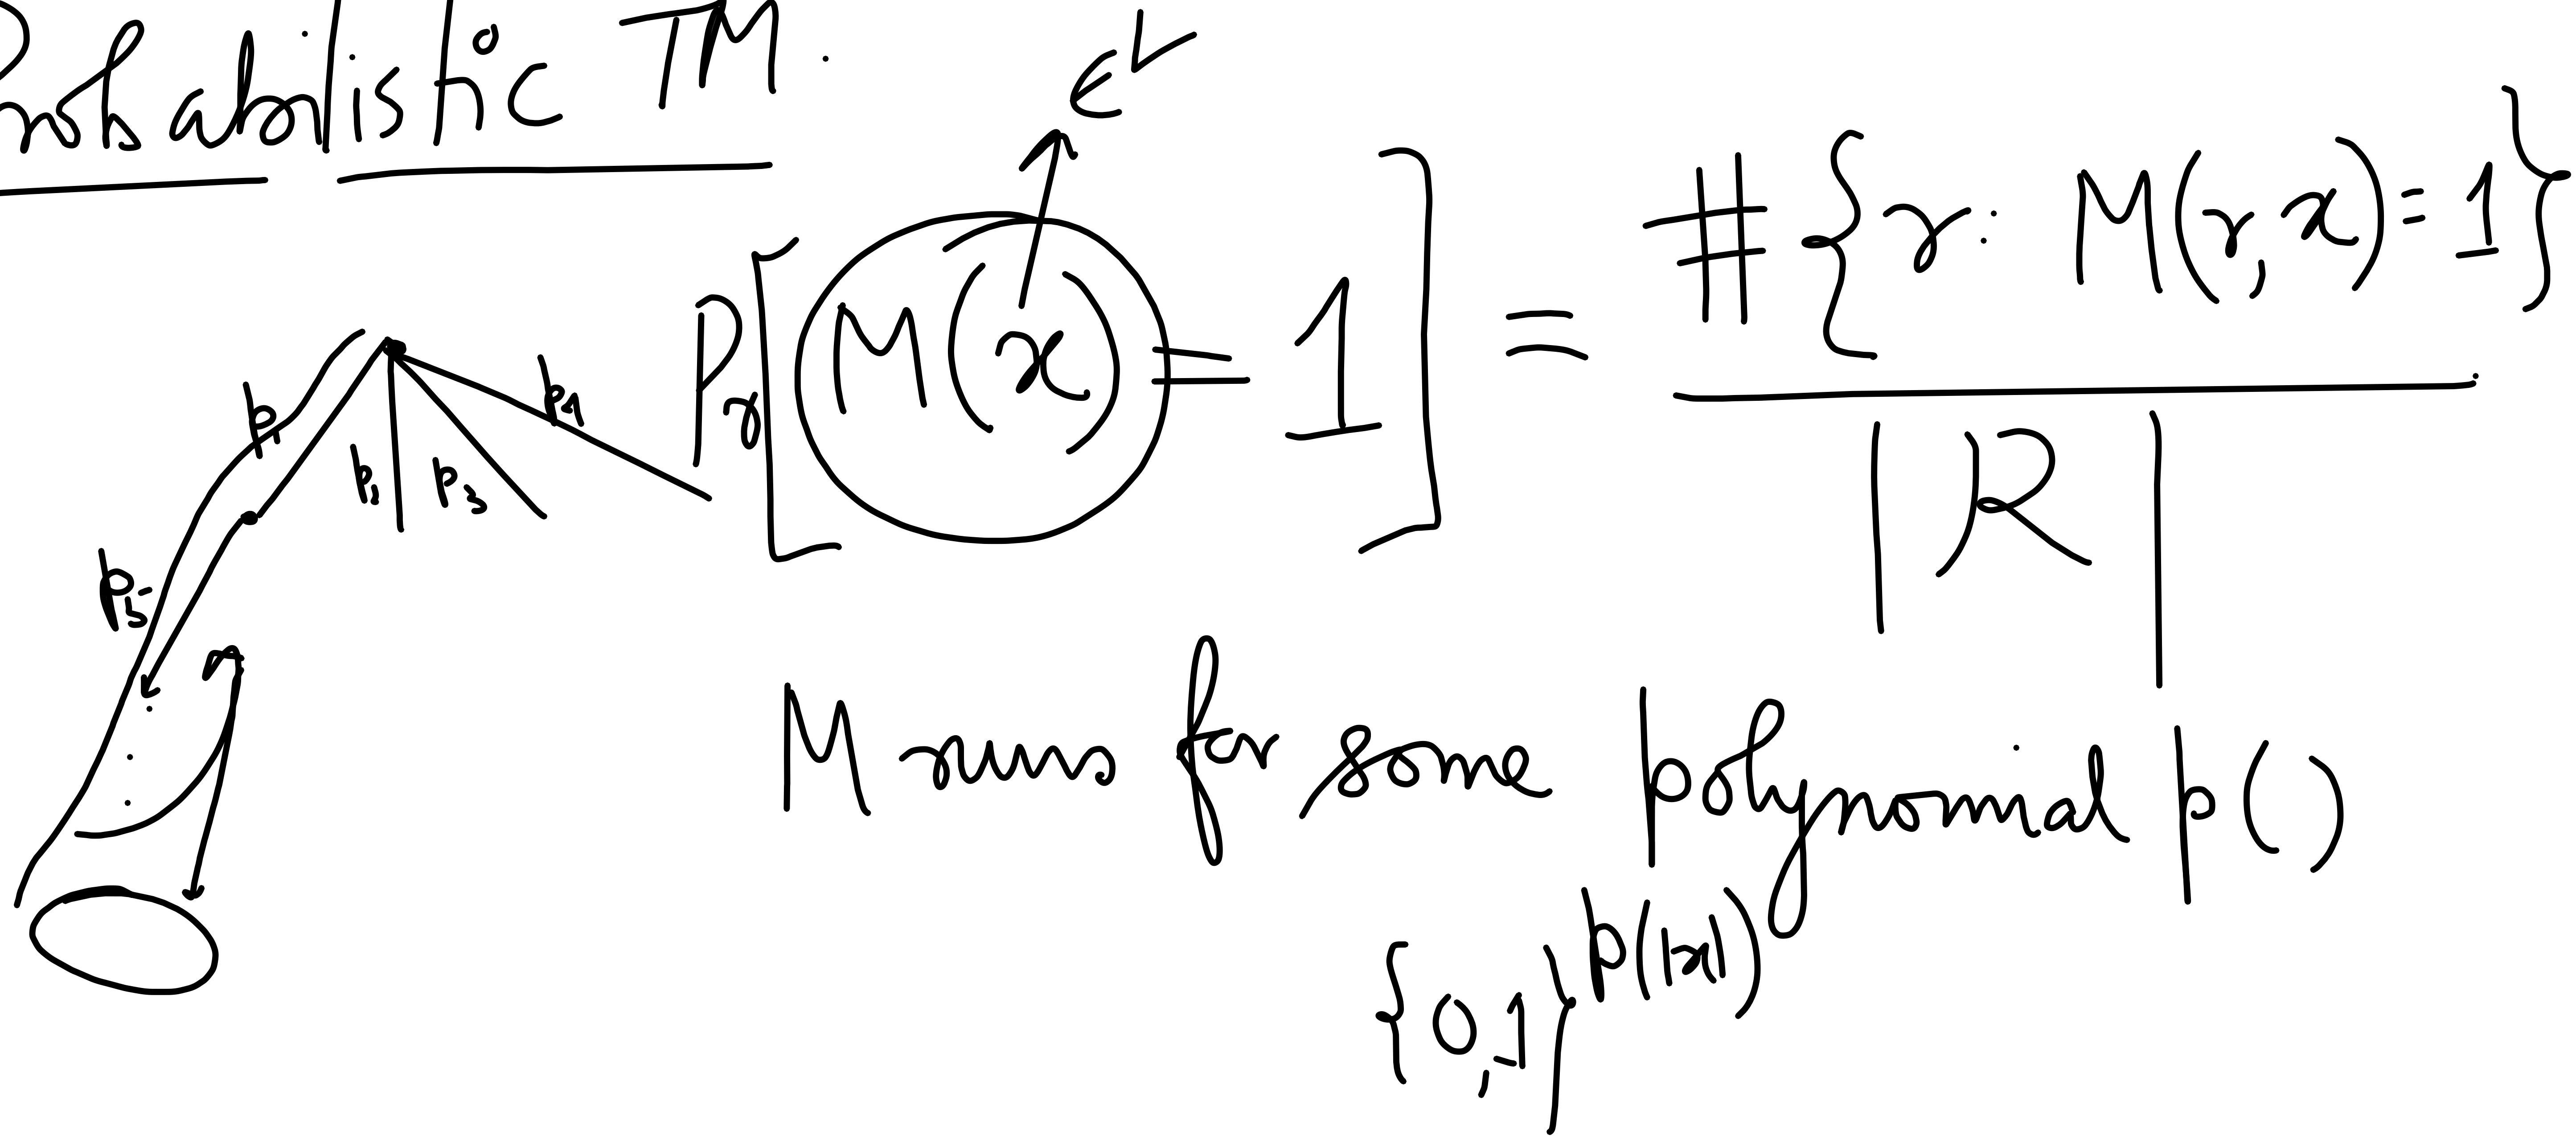 Probabilistic TM.
∈ L
Pr[M(x) = 1] = #{r: M(r,x) = 1}
|R|
p₁ p₂ p₃ p₄
p₅
M runs for some polynomial p()
{0,1}^p(|x|)